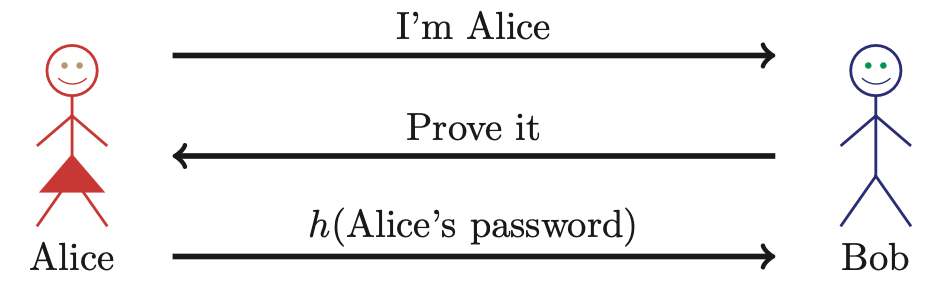 I'm Alice
Prove it
h(Alice's password)
Alice
Bob